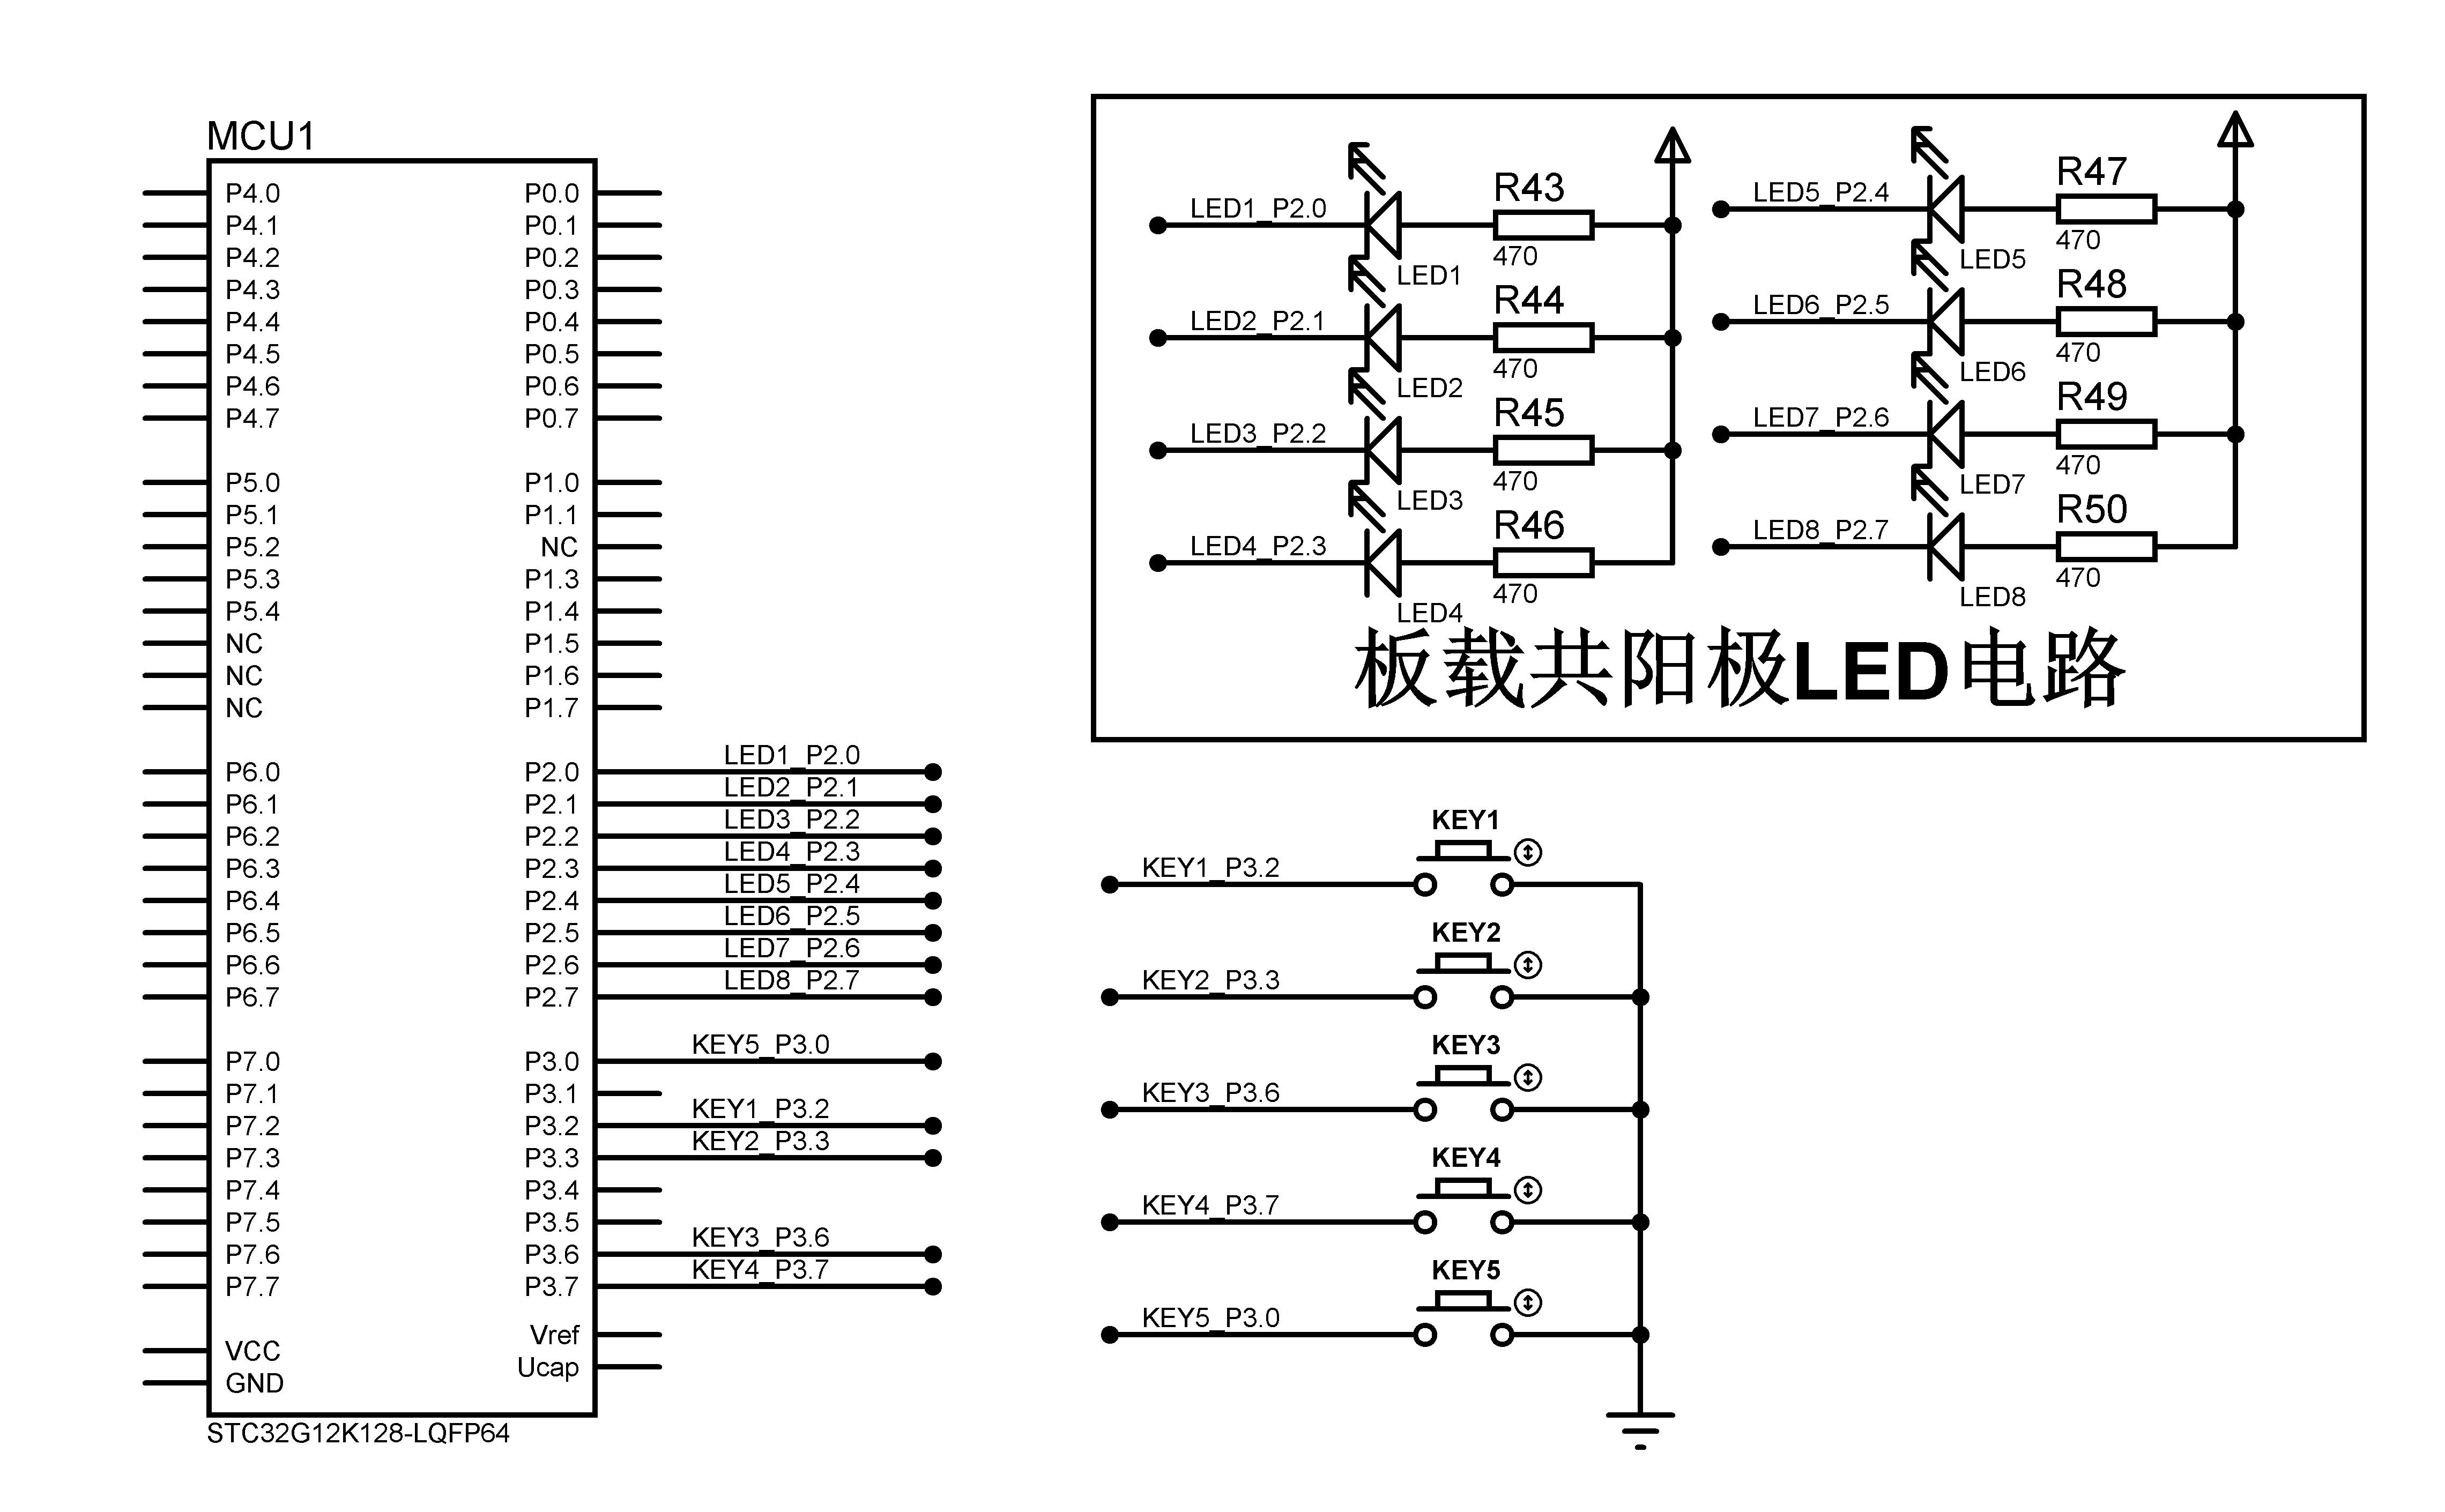 MCU1
P4.0 P0.0
P4.1 P0.1
P4.2 P0.2
P4.3 P0.3
P4.4 P0.4
P4.5 P0.5
P4.6 P0.6
P4.7 P0.7
P5.0 P1.0
P5.1 P1.1
P5.2 NC
P5.3 P1.3
P5.4 P1.4
NC P1.5
NC P1.6
NC P1.7
P6.0 P2.0 LED1_P2.0
P6.1 P2.1 LED2_P2.1
P6.2 P2.2 LED3_P2.2
P6.3 P2.3 LED4_P2.3
P6.4 P2.4 LED5_P2.4
P6.5 P2.5 LED6_P2.5
P6.6 P2.6 LED7_P2.6
P6.7 P2.7 LED8_P2.7
P7.0 P3.0 KEY5_P3.0
P7.1 P3.1
P7.2 P3.2 KEY1_P3.2
P7.3 P3.3 KEY2_P3.3
P7.4 P3.4
P7.5 P3.5
P7.6 P3.6 KEY3_P3.6
P7.7 P3.7 KEY4_P3.7
Vref
VCC
Ucap
GND
STC32G12K128-LQFP64
LED1_P2.0 R43
470
LED1
LED2_P2.1 R44
470
LED2
LED3_P2.2 R45
470
LED3
LED4_P2.3 R46
470
LED4
LED5_P2.4 R47
470
LED5
LED6_P2.5 R48
470
LED6
LED7_P2.6 R49
470
LED7
LED8_P2.7 R50
470
LED8
板载共阳极LED电路
KEY1
KEY1_P3.2
KEY2
KEY2_P3.3
KEY3
KEY3_P3.6
KEY4
KEY4_P3.7
KEY5
KEY5_P3.0